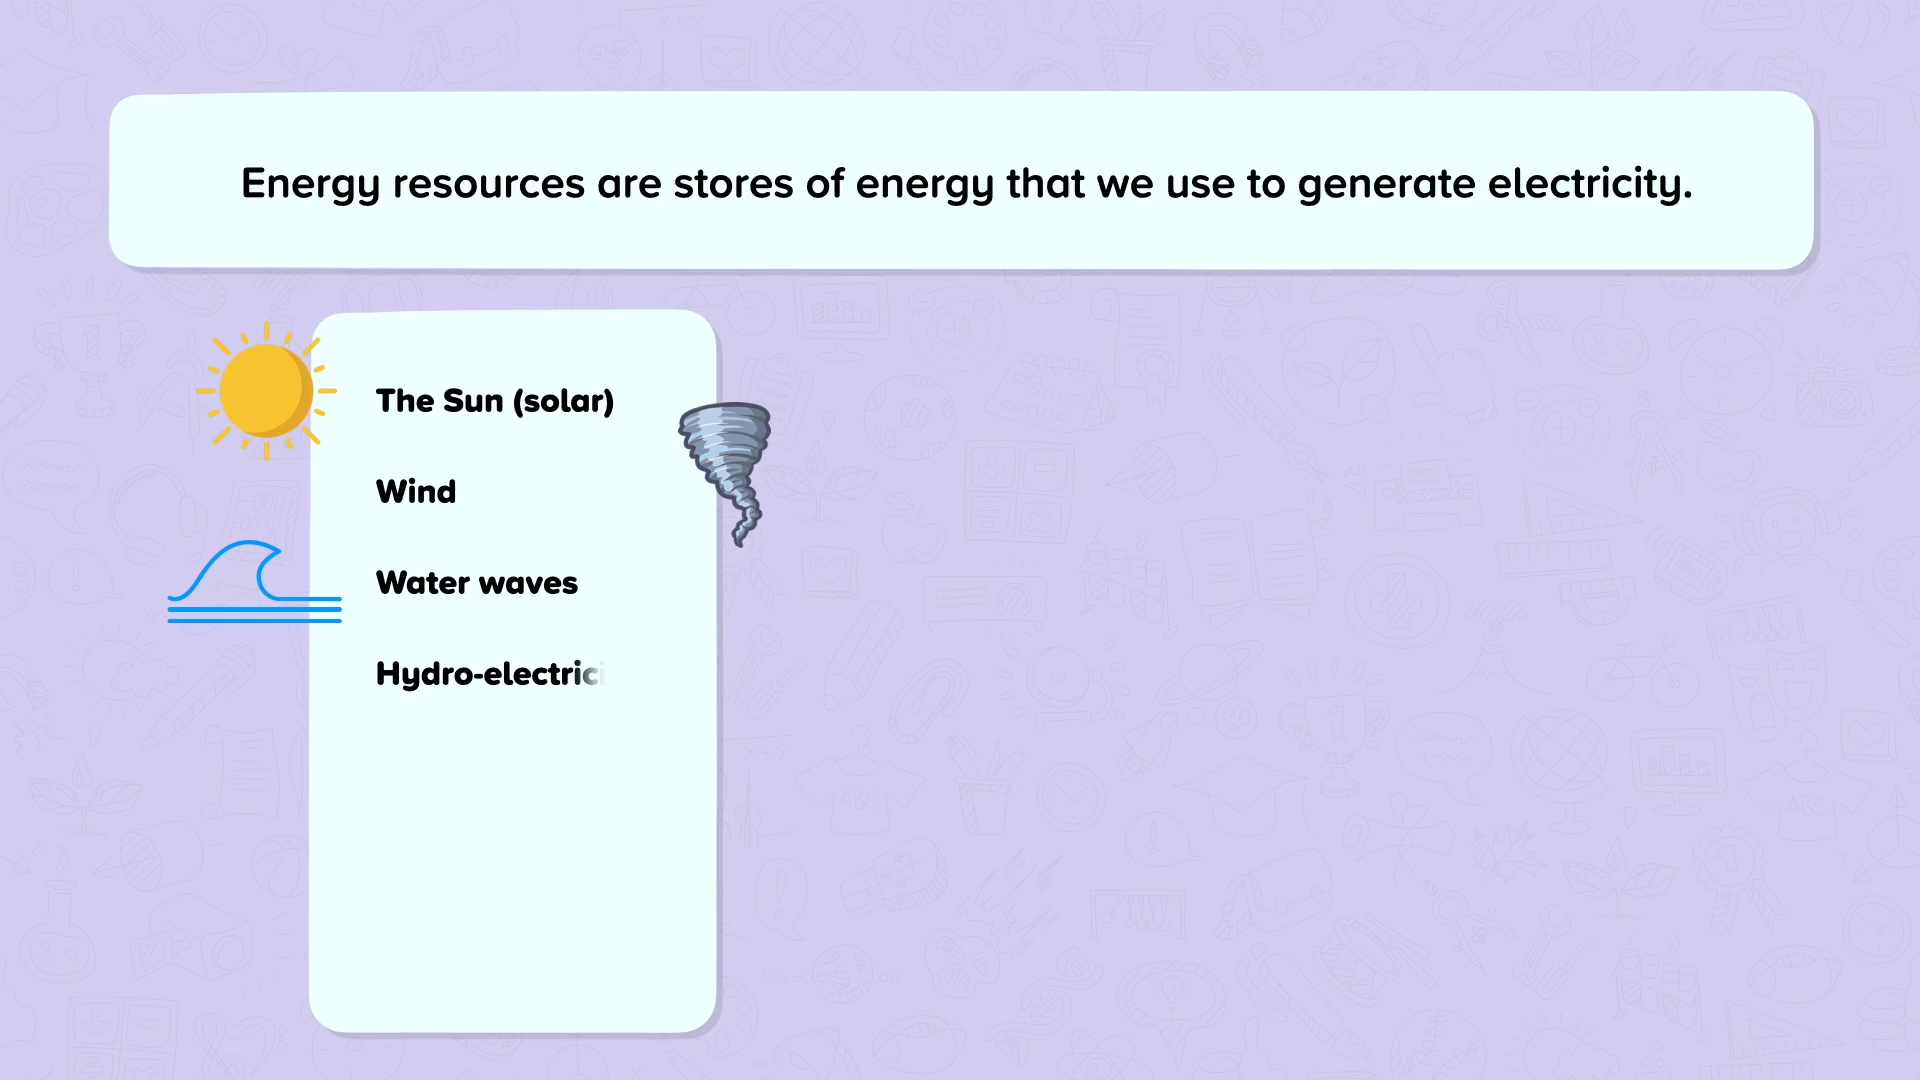 Energy resources are stores of energy that we use to generate electricity.
The Sun (solar)
Wind
Water waves
Hydro-electrici